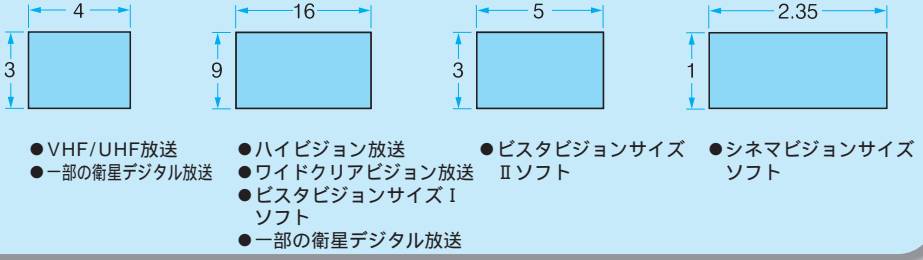 4
3
16
9
5
3
2.35
1
●VHF/UHF放送
●一部の衛星デジタル放送
●ハイビジョン放送
●ワイドクリアビジョン放送
●ビスタビジョンサイズⅠ
ソフト
●一部の衛星デジタル放送
●ビスタビジョンサイズ
Ⅱソフト
●シネマビジョンサイズ
ソフト